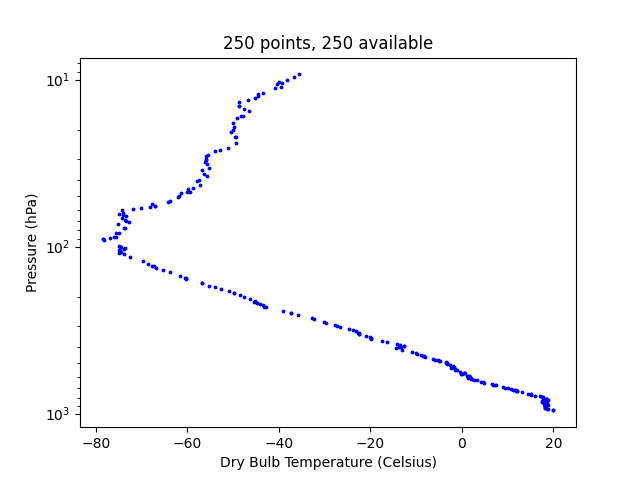 250 points, 250 available
Pressure (hPa)
10¹
10²
10³
−80 −60 −40 −20 0 20
Dry Bulb Temperature (Celsius)